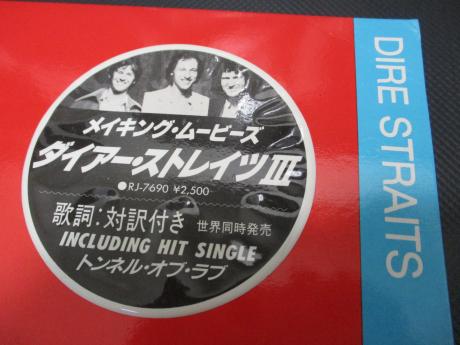 メイキング・ムービーズ
ダイアー・ストレイツIII
●RJ-7690 ¥2,500
歌詞:対訳付き 世界同時発売
INCLUDING HIT SINGLE
トンネル・オブ・ラブ
DIRE STRAITS